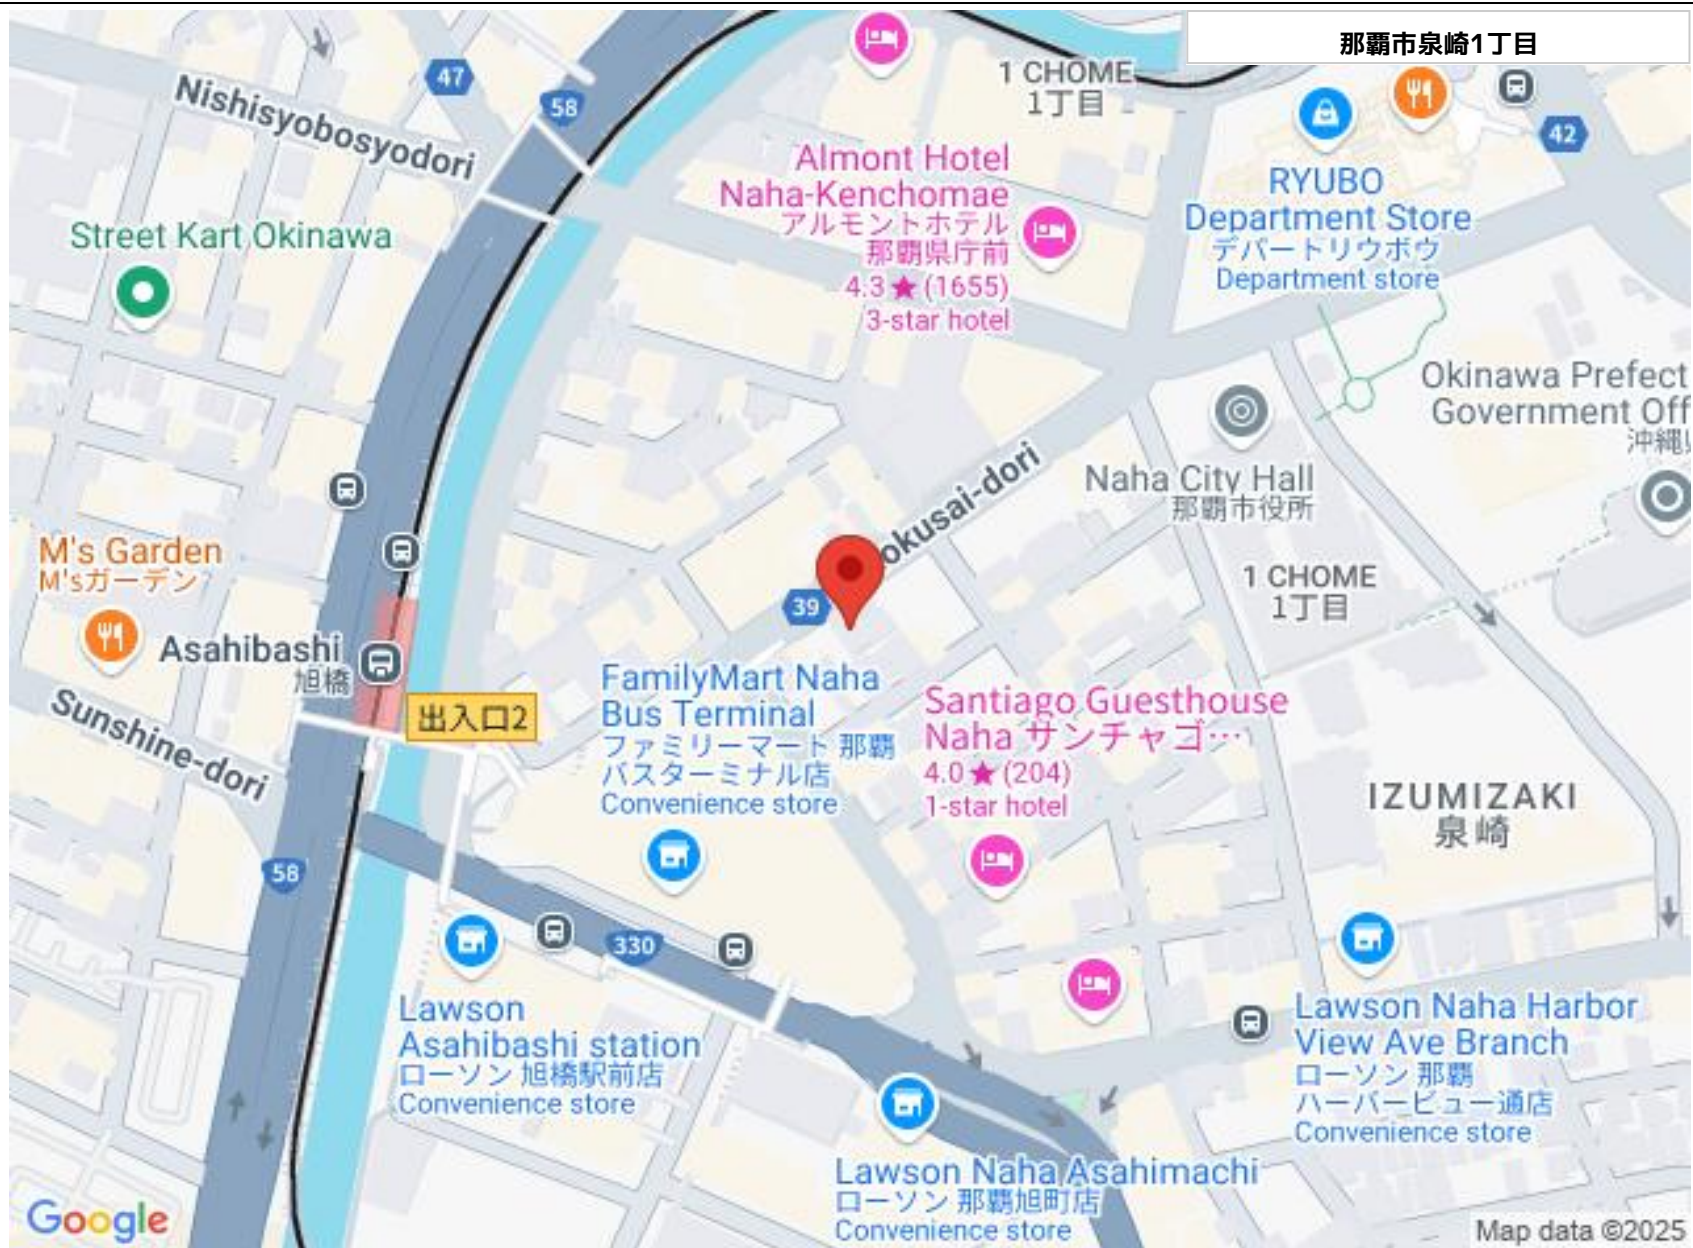 那覇市泉崎1丁目
47
58
Nishisyobosyodori
1 CHOME
1丁目
42
Almont Hotel
Naha-Kenchomae
アルモントホテル
那覇県庁前
4.3★(1655)
3-star hotel
RYUBO
Department Store
デパートリウボウ
Department store
Street Kart Okinawa
Okinawa Prefect
Government Off
沖縄
Naha City Hall
那覇市役所
okusai-dori
39
1 CHOME
1丁目
M's Garden
M'sガーデン
Asahibashi
旭橋
出入口2
Sunshine-dori
FamilyMart Naha
Bus Terminal
ファミリーマート 那覇
バスターミナル店
Convenience store
Santiago Guesthouse
Naha サンチャゴ…
4.0★(204)
1-star hotel
IZUMIZAKI
泉崎
58
330
Lawson
Asahibashi station
ローソン 旭橋駅前店
Convenience store
Lawson Naha Harbor
View Ave Branch
ローソン 那覇
ハーバービュー通店
Convenience store
Lawson Naha Asahimachi
ローソン 那覇旭町店
Convenience store
Google
Map data ©2025